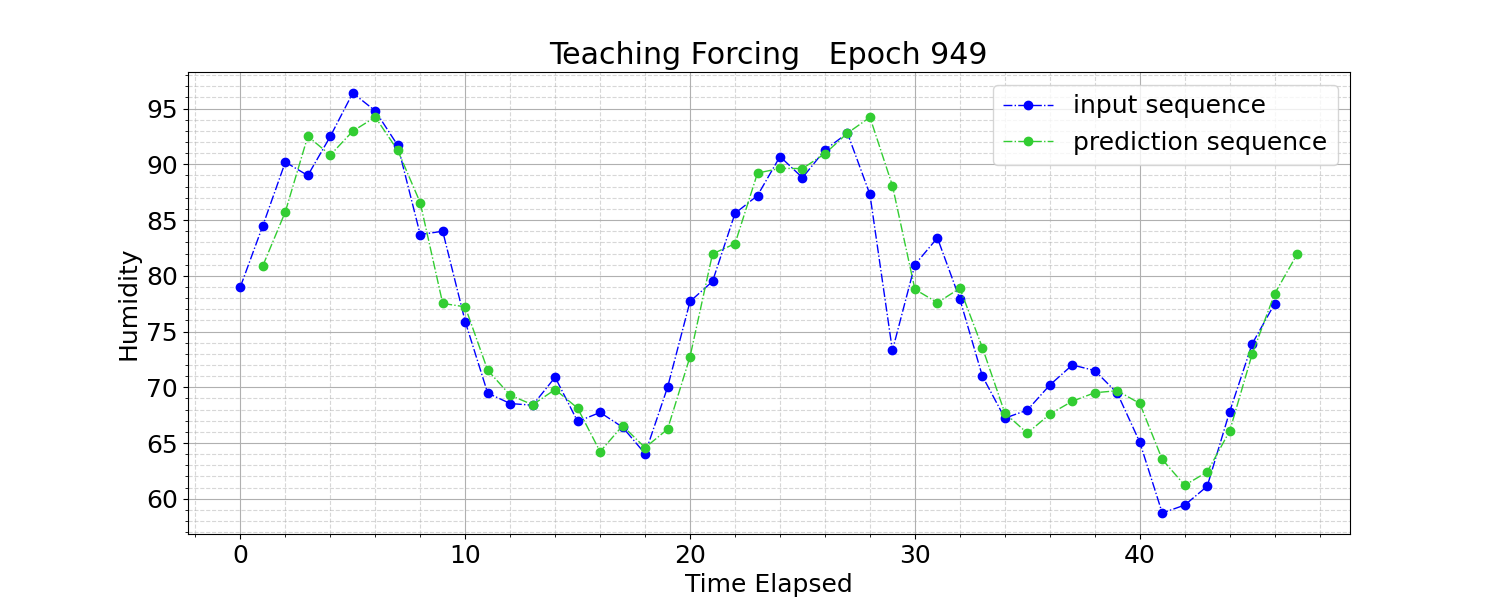 Teaching Forcing   Epoch 949
input sequence
prediction sequence
Humidity
95
90
85
80
75
70
65
60
0 10 20 30 40
Time Elapsed